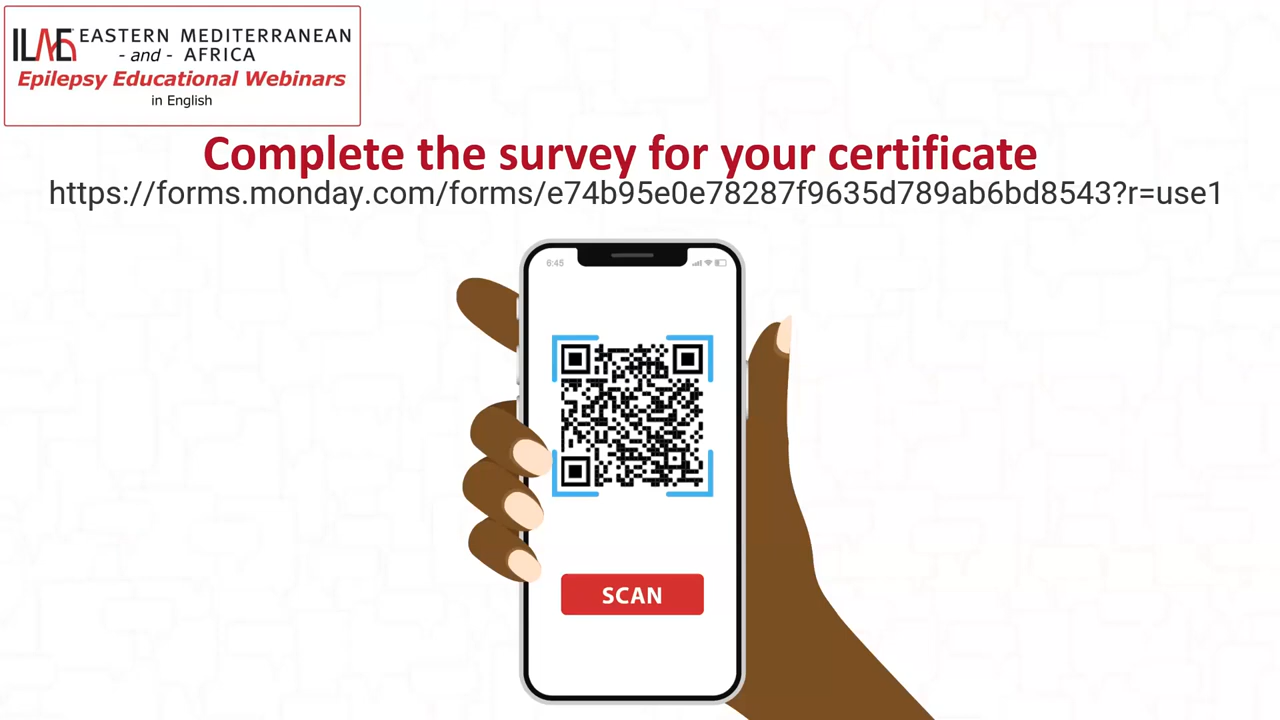 ILAE EASTERN MEDITERRANEAN
- and - AFRICA
Epilepsy Educational Webinars
in English
Complete the survey for your certificate
https://forms.monday.com/forms/e74b95e0e78287f9635d789ab6bd8543?r=use1
6:45
SCAN